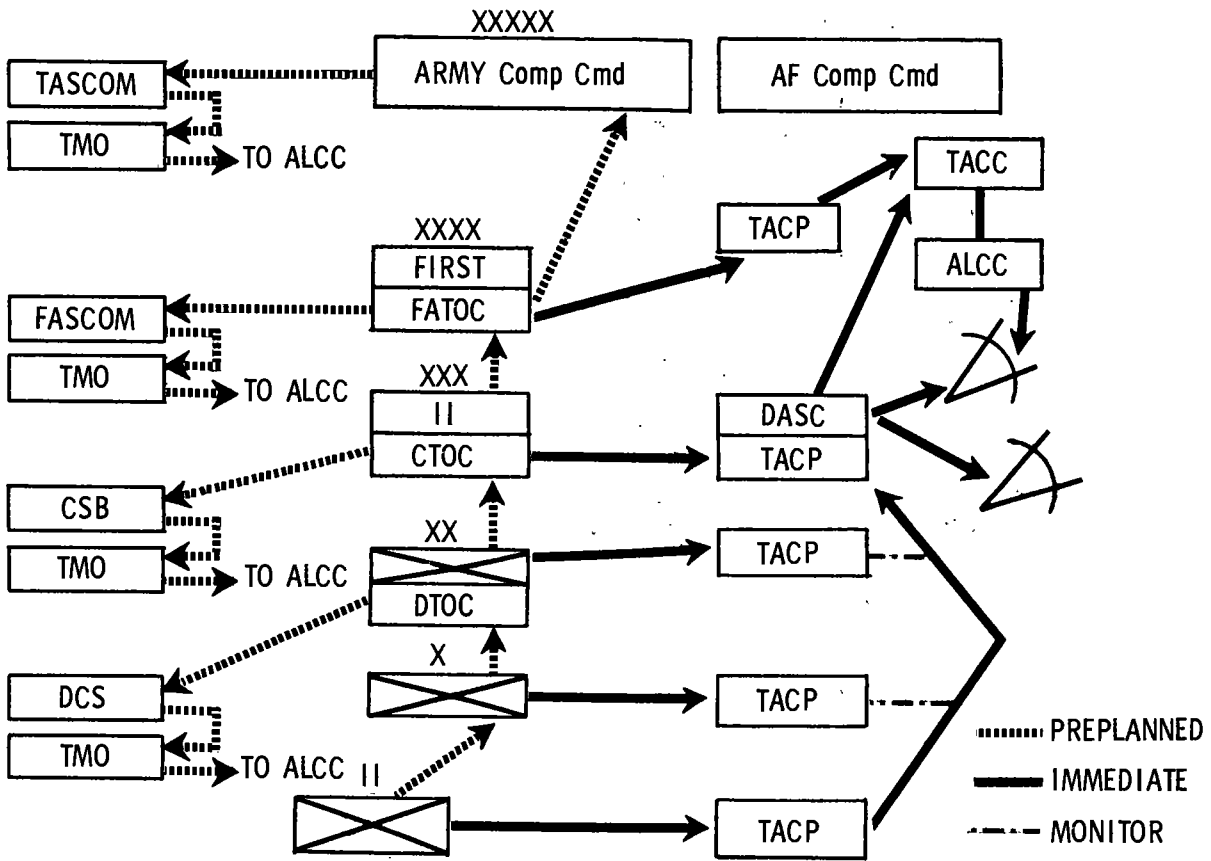 XXXXX
ARMY Comp Cmd
AF Comp Cmd
TASCOM
TMO
TO ALCC
TACC
ALCC
TACP
XXXX
FIRST
FATOC
FASCOM
TMO
TO ALCC
XXX
II
CTOC
DASC
TACP
CSB
TMO
TO ALCC
XX
DTOC
TACP
X
DCS
TMO
TO ALCC
TACP
II
TACP
PREPLANNED
IMMEDIATE
MONITOR